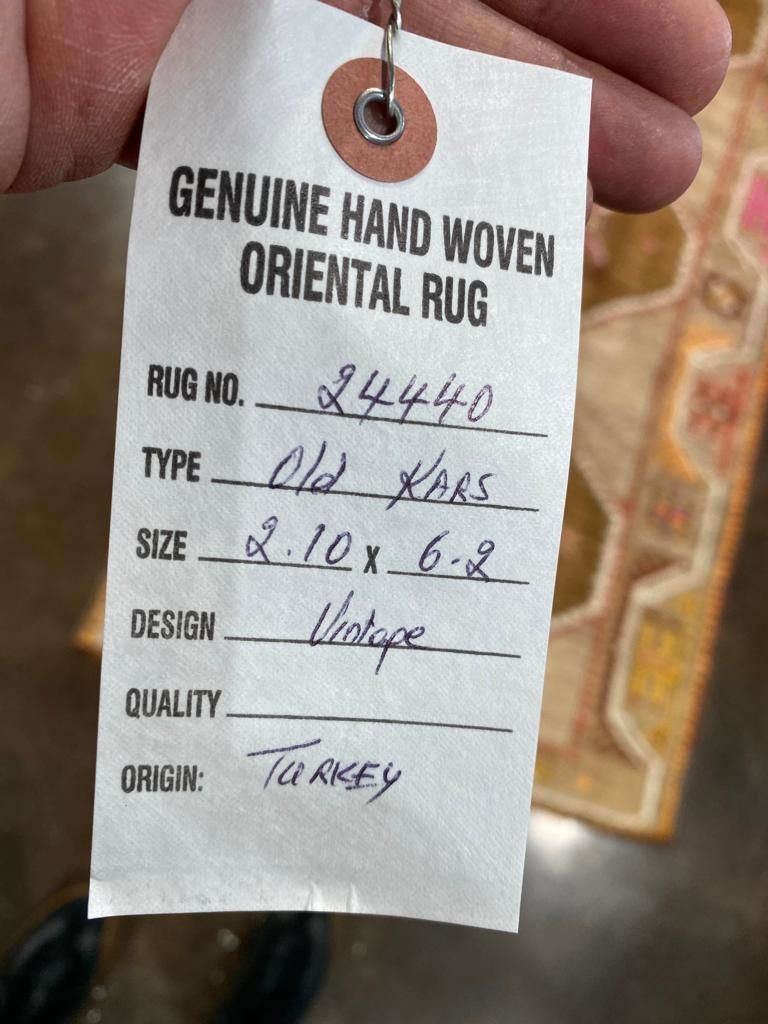 GENUINE HAND WOVEN
ORIENTAL RUG
RUG NO. 24440
TYPE Old KARS
SIZE 2.10 x 6-2
DESIGN Vintage
QUALITY
ORIGIN: TURKEY